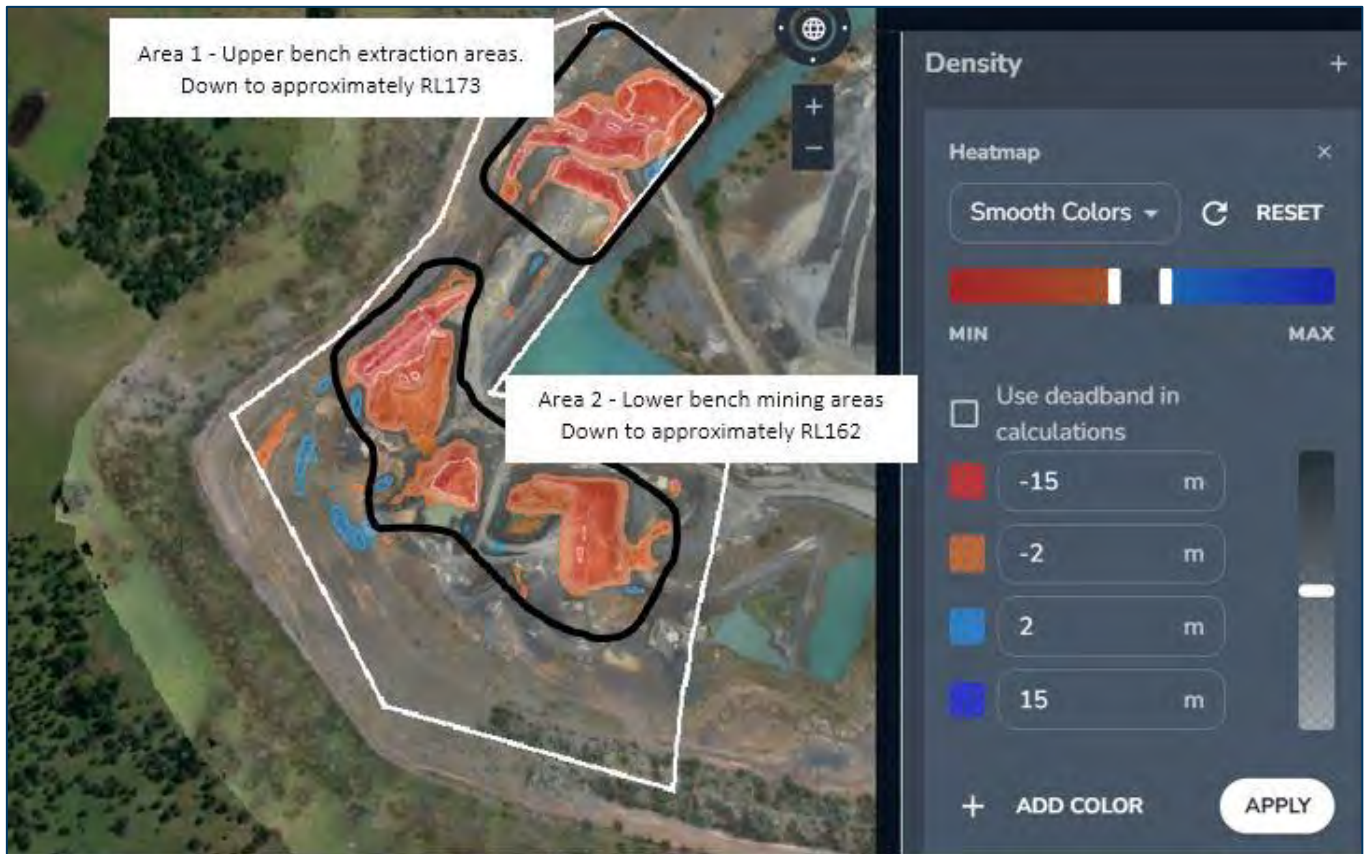 Area 1 - Upper bench extraction areas.
Down to approximately RL173
Area 2 - Lower bench mining areas
Down to approximately RL162
Density
+
Heatmap
×
Smooth Colors
RESET
MIN
MAX
Use deadband in
calculations
-15 m
-2 m
2 m
15 m
+ ADD COLOR
APPLY
+
−